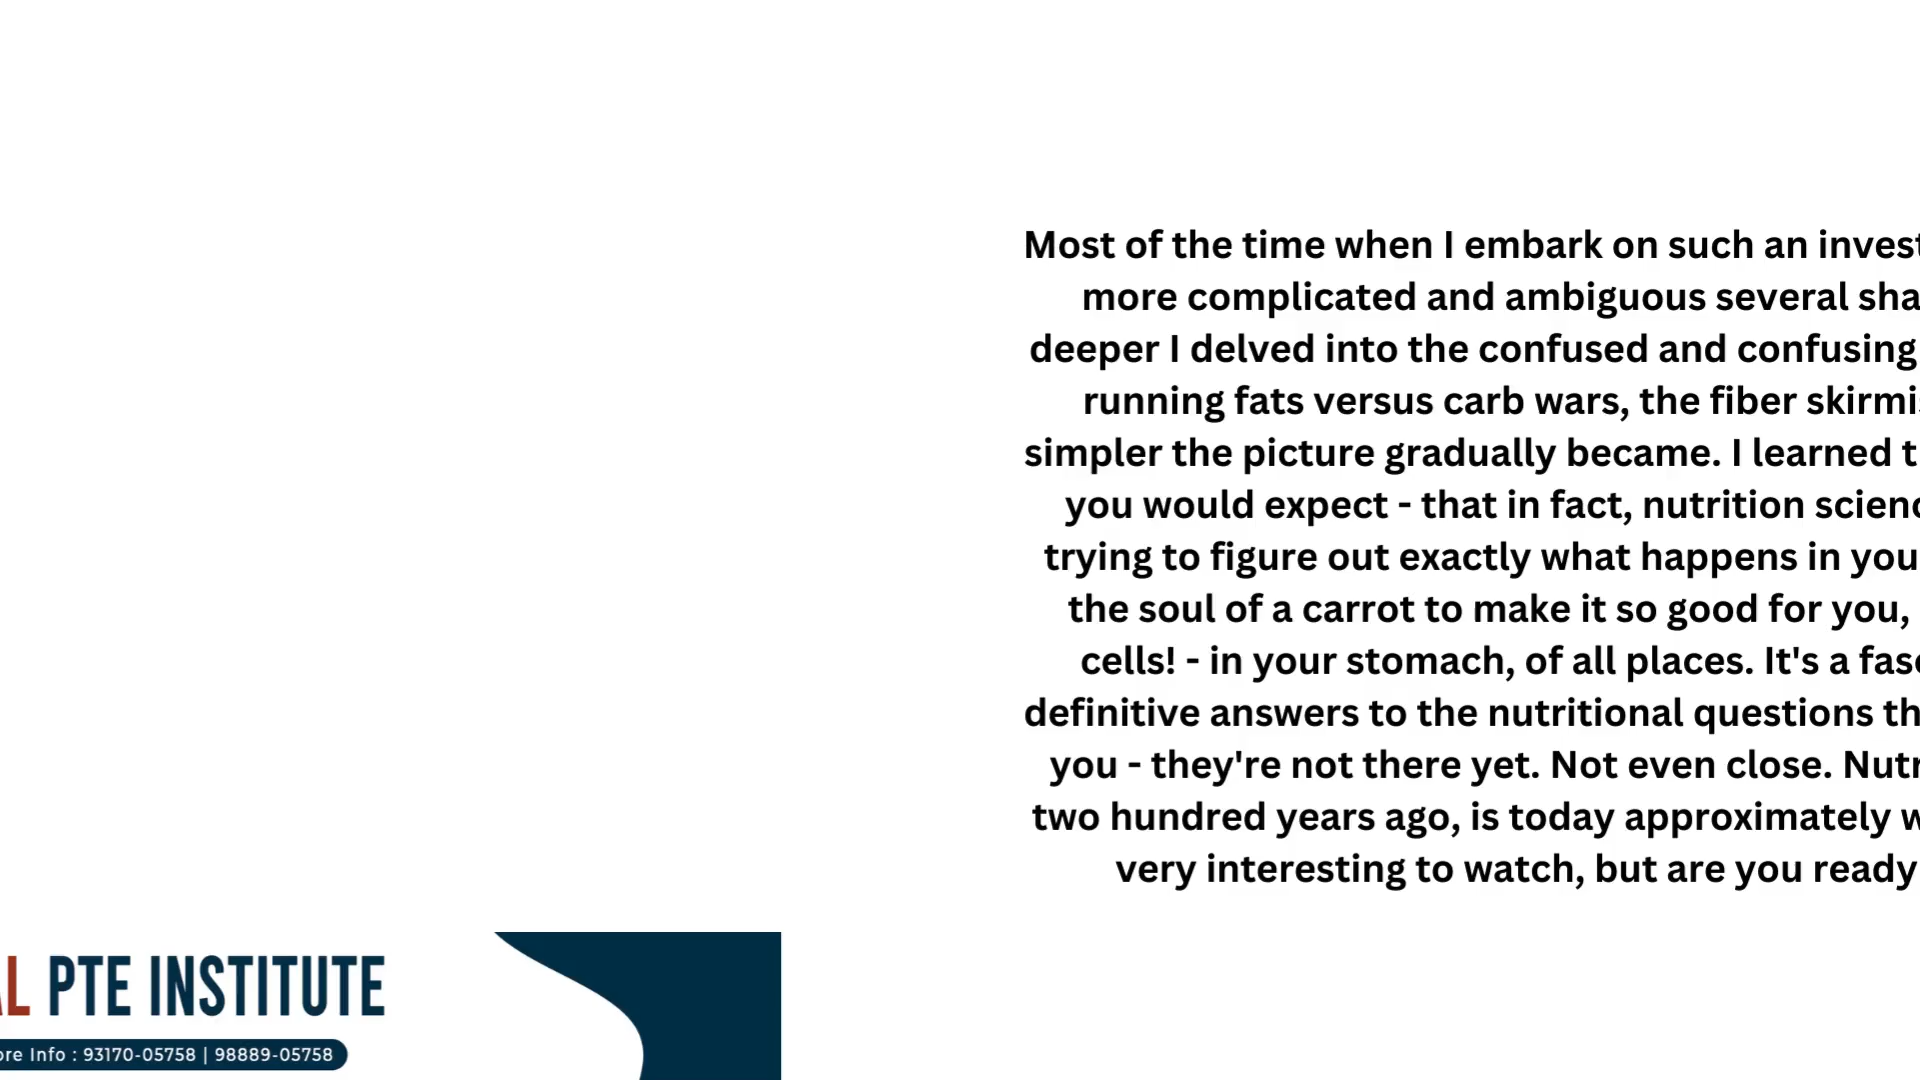 Most of the time when I embark on such an invest
more complicated and ambiguous several sha
deeper I delved into the confused and confusing
running fats versus carb wars, the fiber skirmis
simpler the picture gradually became. I learned t
you would expect - that in fact, nutrition scienc
trying to figure out exactly what happens in you
the soul of a carrot to make it so good for you,
cells! - in your stomach, of all places. It's a fasc
definitive answers to the nutritional questions th
you - they're not there yet. Not even close. Nutr
two hundred years ago, is today approximately w
very interesting to watch, but are you ready
AL PTE INSTITUTE
ore Info : 93170-05758 | 98889-05758